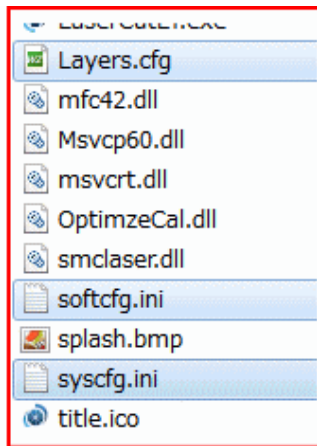 Layers.cfg
mfc42.dll
Msvcp60.dll
msvcrt.dll
OptimzeCal.dll
smclaser.dll
softcfg.ini
splash.bmp
syscfg.ini
title.ico